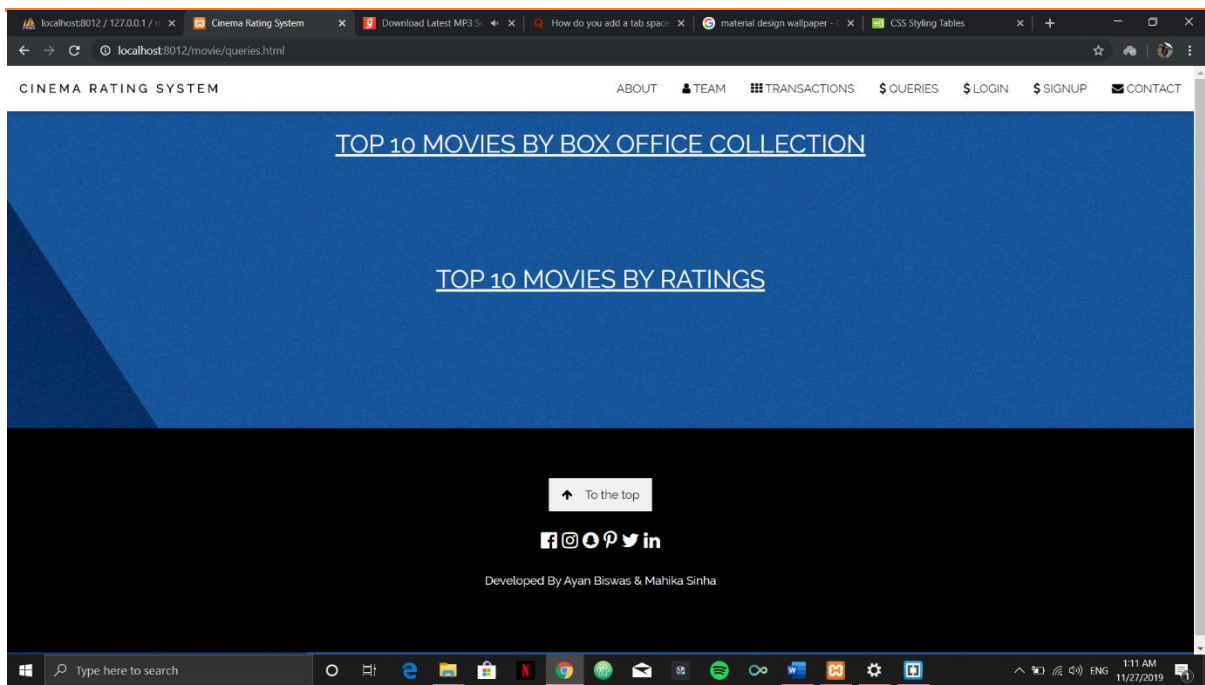 localhost:8012 / 127.0.0.1 / m
Cinema Rating System
Download Latest MP3 So
How do you add a tab space
material design wallpaper - G
CSS Styling Tables
localhost:8012/movie/queries.html
CINEMA RATING SYSTEM
ABOUT TEAM TRANSACTIONS $ QUERIES $ LOGIN $ SIGNUP CONTACT
TOP 10 MOVIES BY BOX OFFICE COLLECTION
TOP 10 MOVIES BY RATINGS
To the top
Developed By Ayan Biswas & Mahika Sinha
Type here to search
ENG
1:11 AM
11/27/2019